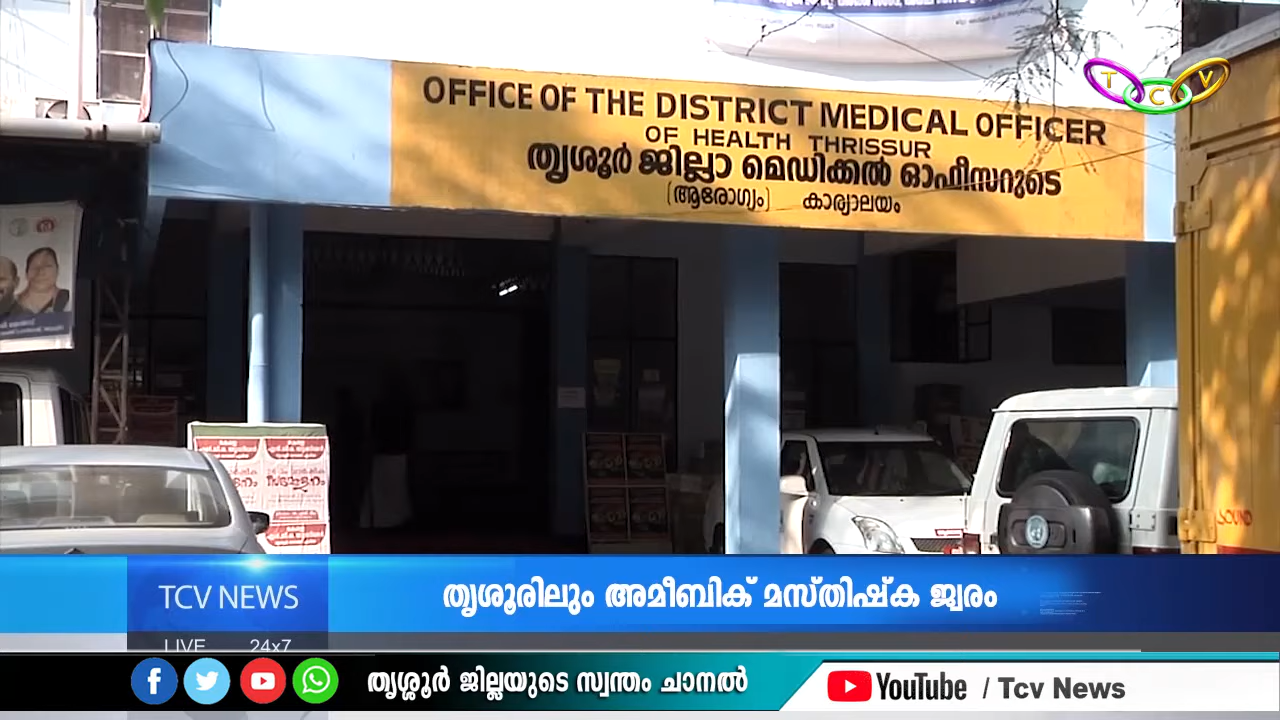 T C V
OFFICE OF THE DISTRICT MEDICAL OFFICER
OF HEALTH THRISSUR
തൃശൂർ ജില്ലാ മെഡിക്കൽ ഓഫീസറുടെ
(ആരോഗ്യം) കാര്യാലയം
SOUND
TCV NEWS
തൃശൂരിലും അമീബിക് മസ്തിഷ്ക ജ്വരം
LIVE 24x7
തൃശ്ശൂർ ജില്ലയുടെ സ്വന്തം ചാനൽ
YouTube / Tcv News